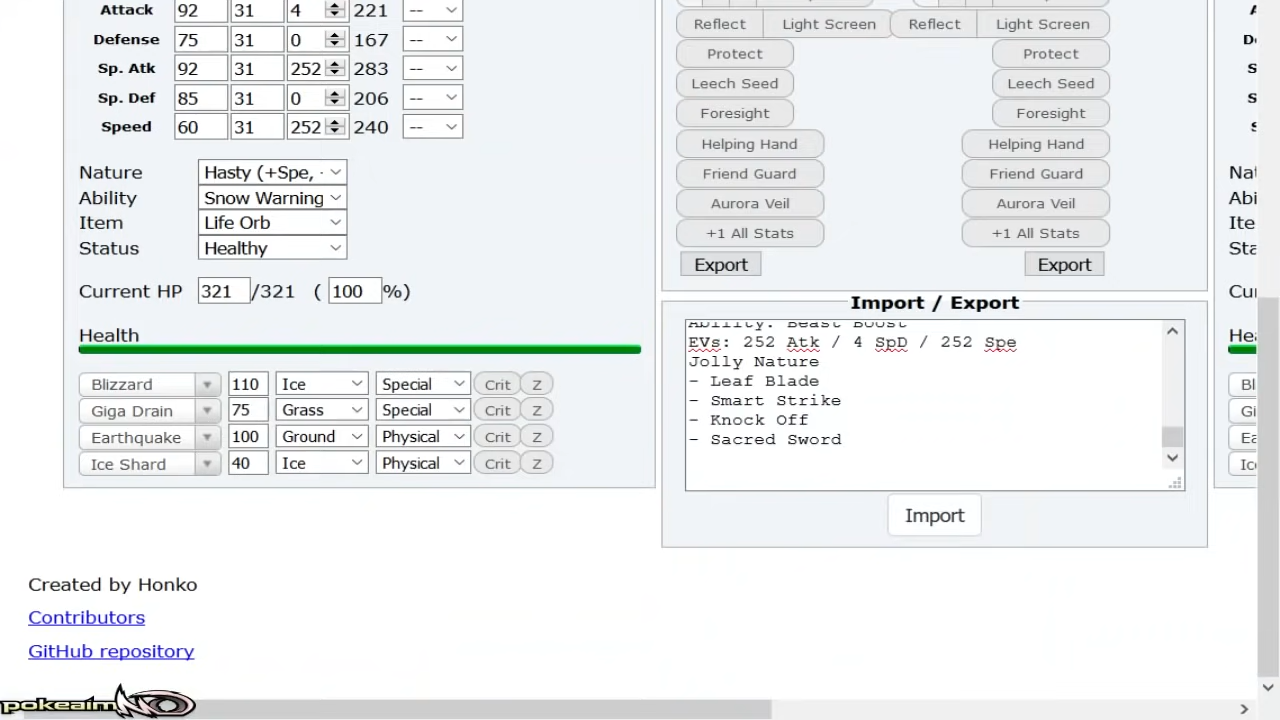 Attack 92 31 4 221 --
Defense 75 31 0 167 --
Sp. Atk 92 31 252 283 --
Sp. Def 85 31 0 206 --
Speed 60 31 252 240 --
Nature Hasty (+Spe, -
Ability Snow Warning
Item Life Orb
Status Healthy
Current HP 321 /321 ( 100 %)
Health
Blizzard 110 Ice Special Crit Z
Giga Drain 75 Grass Special Crit Z
Earthquake 100 Ground Physical Crit Z
Ice Shard 40 Ice Physical Crit Z
Reflect Light Screen Reflect Light Screen
Protect Protect
Leech Seed Leech Seed
Foresight Foresight
Helping Hand Helping Hand
Friend Guard Friend Guard
Aurora Veil Aurora Veil
+1 All Stats +1 All Stats
Export Export
Import / Export
Ability: Beast Boost
EVs: 252 Atk / 4 SpD / 252 Spe
Jolly Nature
- Leaf Blade
- Smart Strike
- Knock Off
- Sacred Sword
Import
Created by Honko
Contributors
GitHub repository
pokeaim